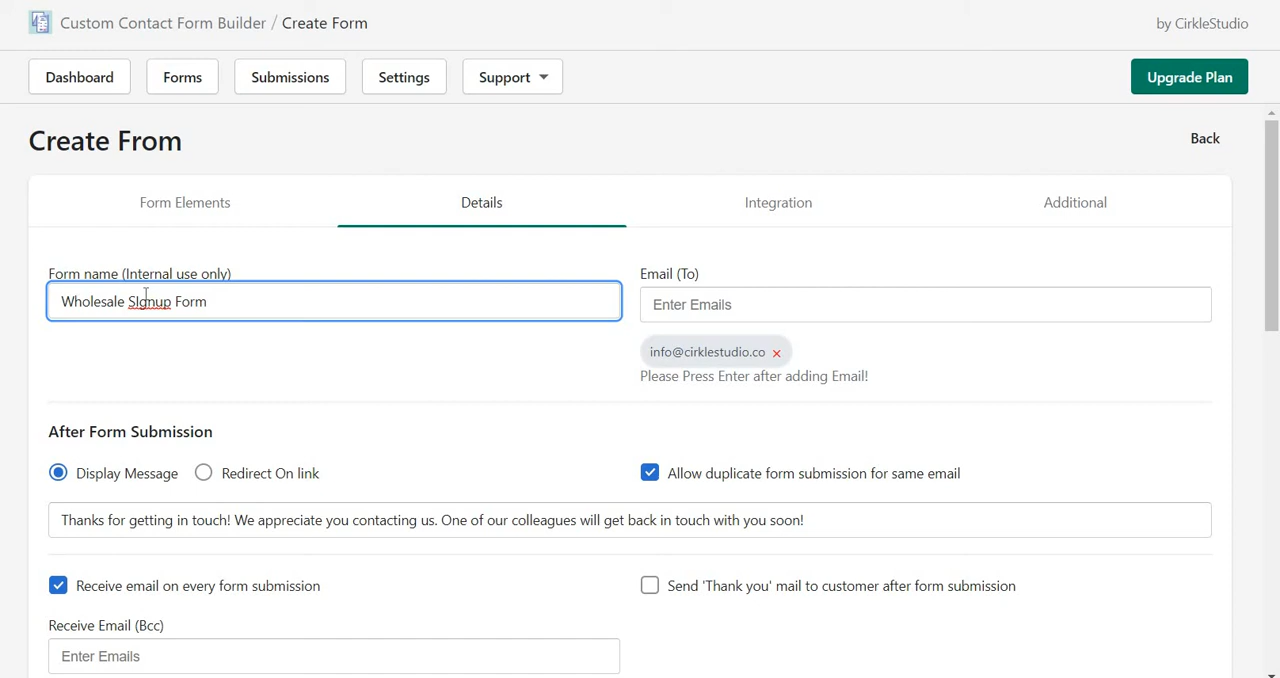 Custom Contact Form Builder / Create Form
by CirkleStudio
Dashboard Forms Submissions Settings Support Upgrade Plan
Create From
Back
Form Elements Details Integration Additional
Form name (Internal use only)
Wholesale SIgnup Form
Email (To)
Enter Emails
info@cirklestudio.co ×
Please Press Enter after adding Email!
After Form Submission
Display Message Redirect On link
Allow duplicate form submission for same email
Thanks for getting in touch! We appreciate you contacting us. One of our colleagues will get back in touch with you soon!
Receive email on every form submission
Send 'Thank you' mail to customer after form submission
Receive Email (Bcc)
Enter Emails